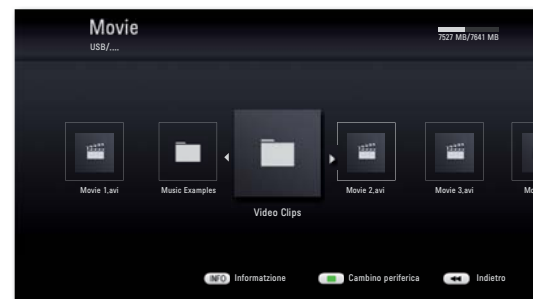 Movie
USB/....
7527 MB/7641 MB
Movie 1.avi
Music Examples
Video Clips
Movie 2.avi
Movie 3.avi
Mo
INFO Informatzione
Cambino periferica
Indietro